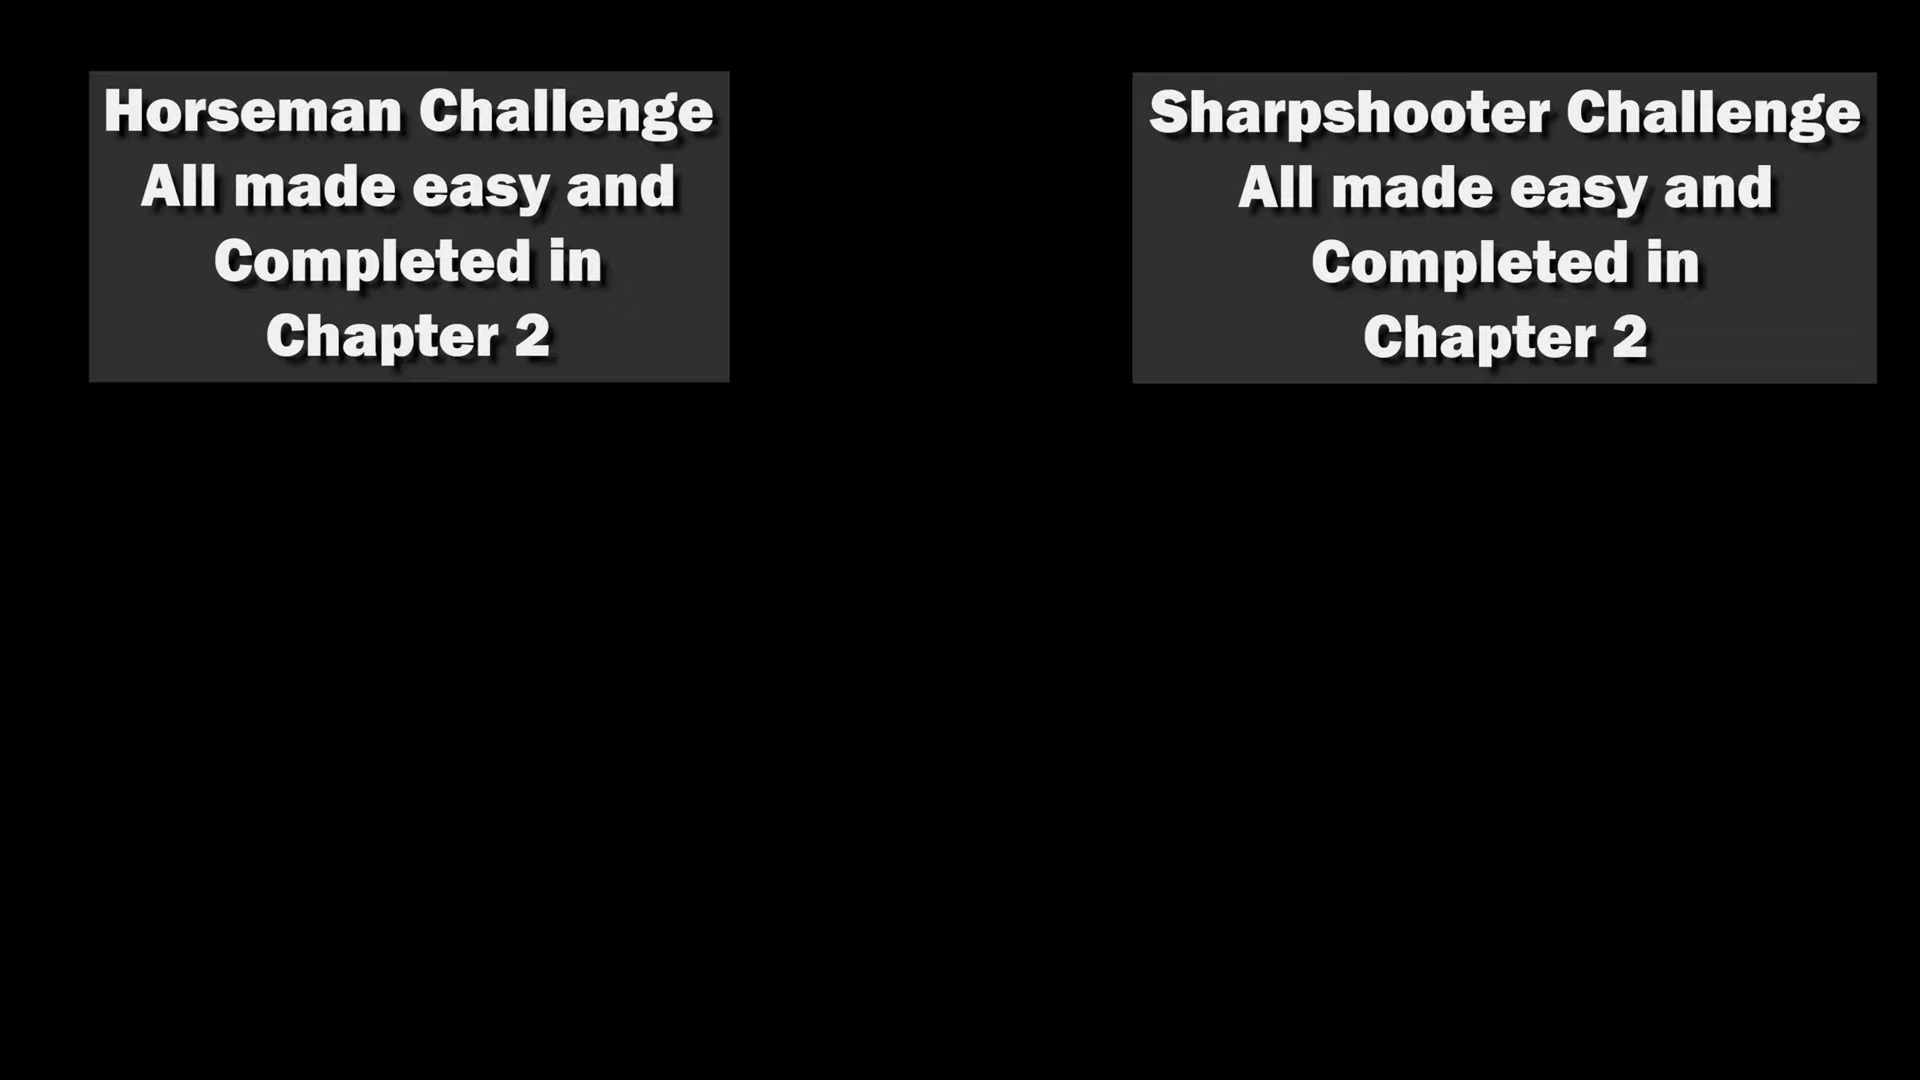 Horseman Challenge
All made easy and
Completed in
Chapter 2
Sharpshooter Challenge
All made easy and
Completed in
Chapter 2